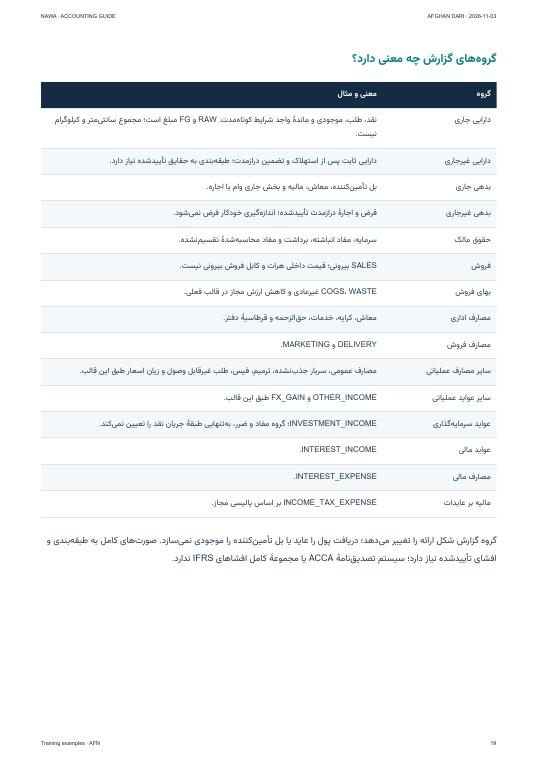 NAWA · ACCOUNTING GUIDE
AFGHAN DARI · 2026-11-03
گروه‌های گزارش چه معنی دارد؟
گروه معنی و مثال
دارایی جاری نقد، طلب، موجودی و ماندهٔ واجد شرایط کوتاه‌مدت. RAW و FG مبلغ است؛ مجموع سانتی‌متر و کیلوگرام
نیست.
دارایی غیرجاری دارایی ثابت پس از استهلاک و تضمین درازمدت؛ طبقه‌بندی به حقایق تأییدشده نیاز دارد.
بدهی جاری بل تأمین‌کننده، معاش، مالیه و بخش جاری وام یا اجاره.
بدهی غیرجاری قرض و اجارهٔ درازمدت تأییدشده؛ اندازه‌گیری خودکار فرض نمی‌شود.
حقوق مالک سرمایه، مفاد انباشته، برداشت و مفاد محاسبه‌شدهٔ تقسیم‌نشده.
فروش SALES بیرونی؛ قیمت داخلی هرات و کابل فروش بیرونی نیست.
بهای فروش COGS، WASTE غیرعادی و کاهش ارزش مجاز در قالب فعلی.
مصارف اداری معاش، کرایه، خدمات، حق‌الزحمه و قرطاسیهٔ دفتر.
مصارف فروش DELIVERY و MARKETING.
سایر مصارف عملیاتی مصارف عمومی، سربار جذب‌نشده، ترمیم، فیس، طلب غیرقابل وصول و زیان اسعار طبق این قالب.
سایر عواید عملیاتی OTHER_INCOME و FX_GAIN طبق این قالب.
عواید سرمایه‌گذاری INVESTMENT_INCOME؛ گروه مفاد و ضرر، به‌تنهایی طبقهٔ جریان نقد را تعیین نمی‌کند.
عواید مالی INTEREST_INCOME.
مصارف مالی INTEREST_EXPENSE.
مالیه بر عایدات INCOME_TAX_EXPENSE بر اساس پالیسی مجاز.
گروه گزارش شکل ارائه را تغییر می‌دهد؛ دریافت پول را عاید یا بل تأمین‌کننده را موجودی نمی‌سازد. صورت‌های کامل به طبقه‌بندی و
افشای تأییدشده نیاز دارد؛ سیستم تصدیق‌نامهٔ ACCA یا مجموعهٔ کامل افشاهای IFRS ندارد.
Training examples · AFN
19